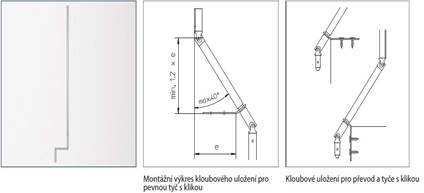 min. 1,2 x e
max.40°
e
Montážní výkres kloubového uložení pro
pevnou tyč s klikou
Kloubové uložení pro převod a tyče s klikou